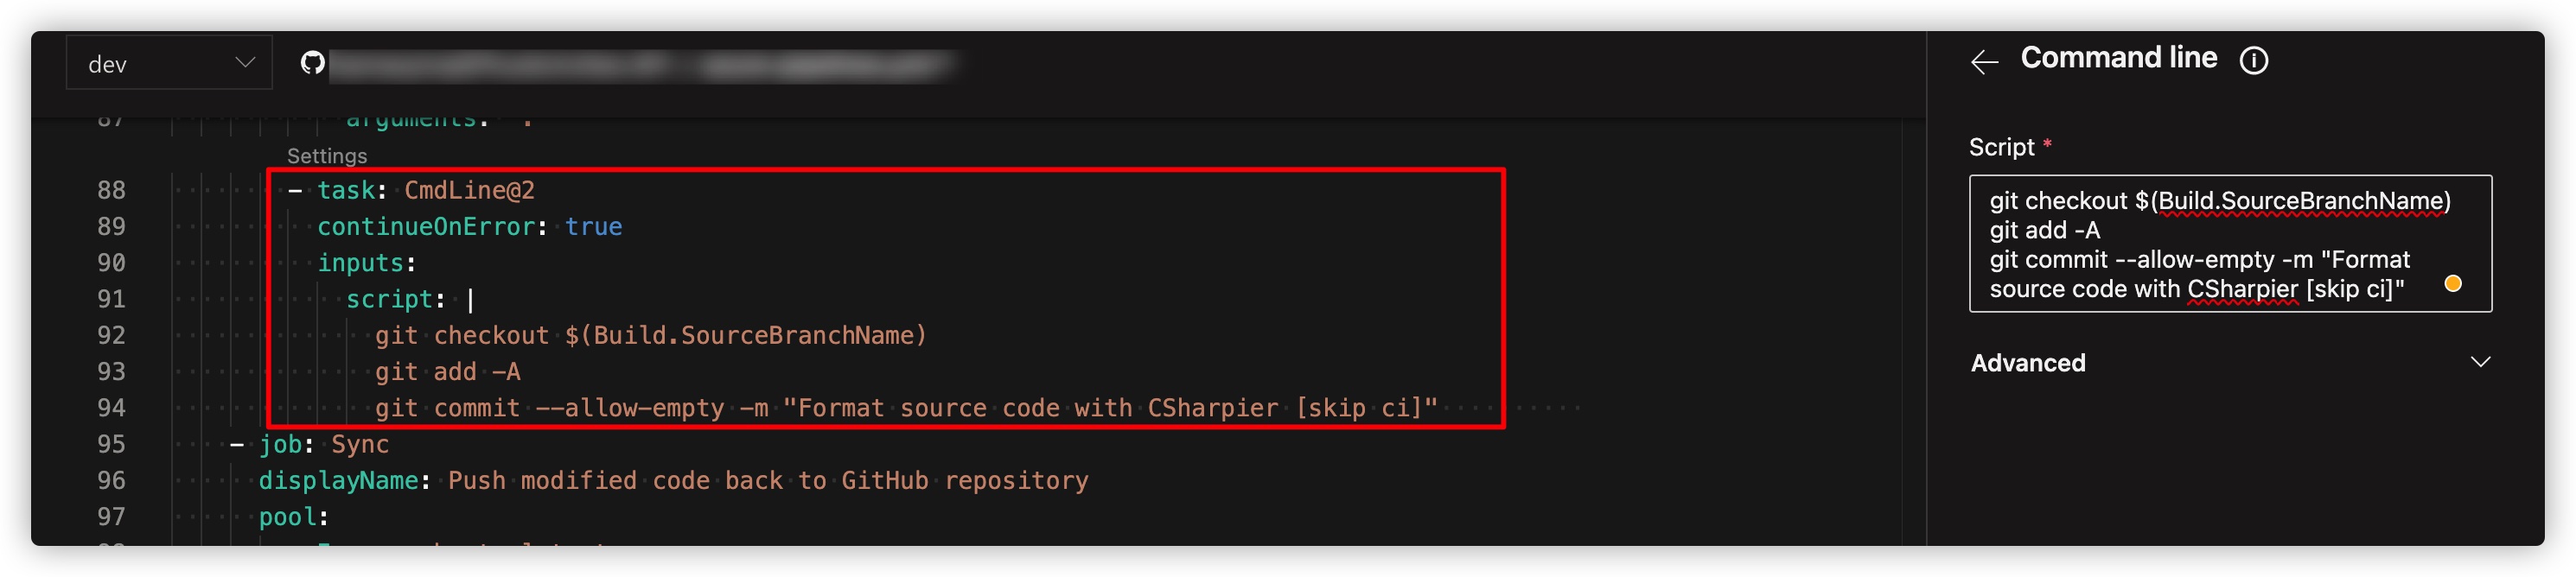 dev
Command line
87 arguments: '.
Settings
88 - task: CmdLine@2
89 continueOnError: true
90 inputs:
91 script: |
92 git checkout $(Build.SourceBranchName)
93 git add -A
94 git commit --allow-empty -m "Format source code with CSharpier [skip ci]"
95 - job: Sync
96 displayName: Push modified code back to GitHub repository
97 pool:
Script *
git checkout $(Build.SourceBranchName)
git add -A
git commit --allow-empty -m "Format
source code with CSharpier [skip ci]"
Advanced